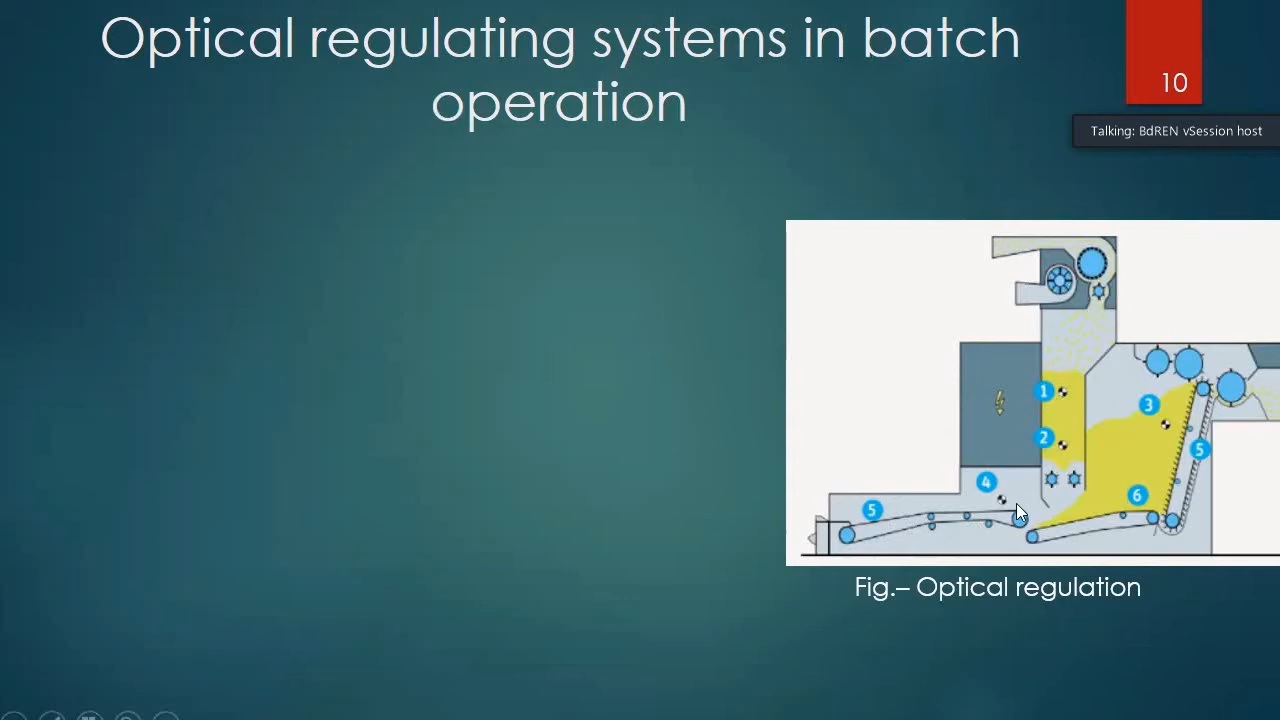 Optical regulating systems in batch
operation
10
Talking: BdREN vSession host
1
2
3
4
5
5
6
Fig.– Optical regulation